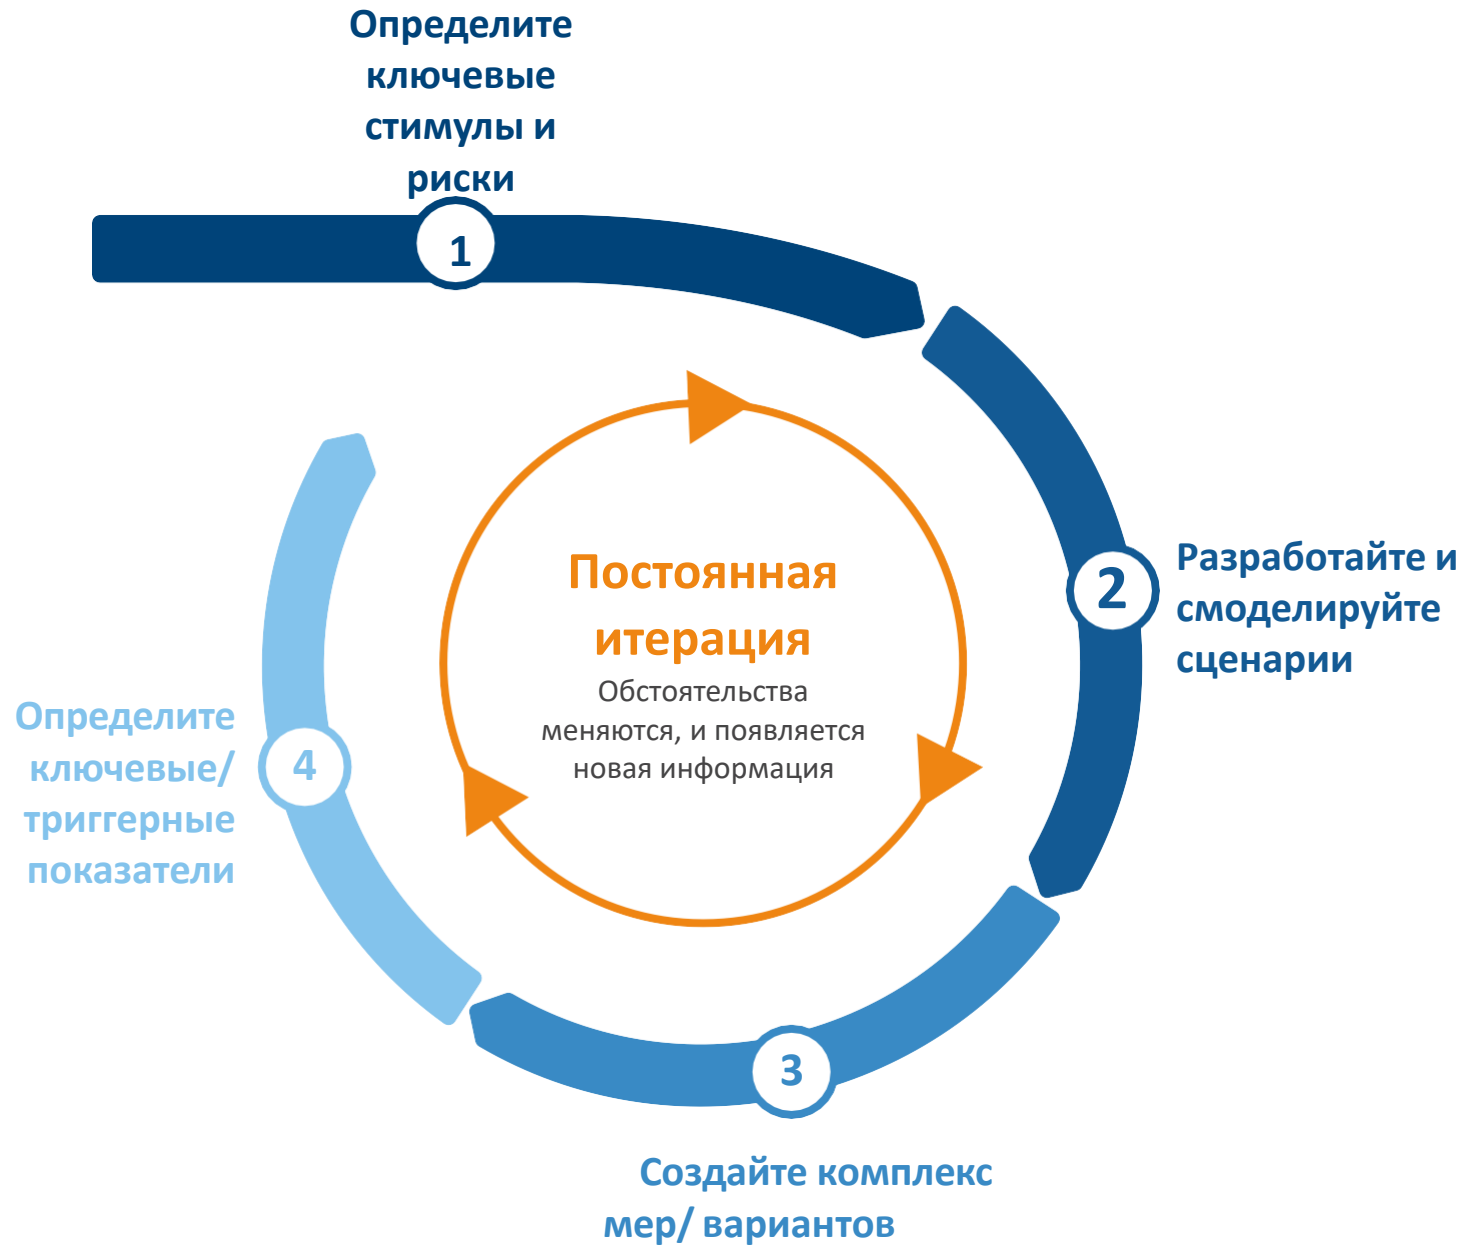 Определите
ключевые
стимулы и
риски
1
2
Разработайте и
смоделируйте
сценарии
Постоянная
итерация
Обстоятельства
меняются, и появляется
новая информация
Определите
ключевые/
триггерные
показатели
4
3
Создайте комплекс
мер/ вариантов